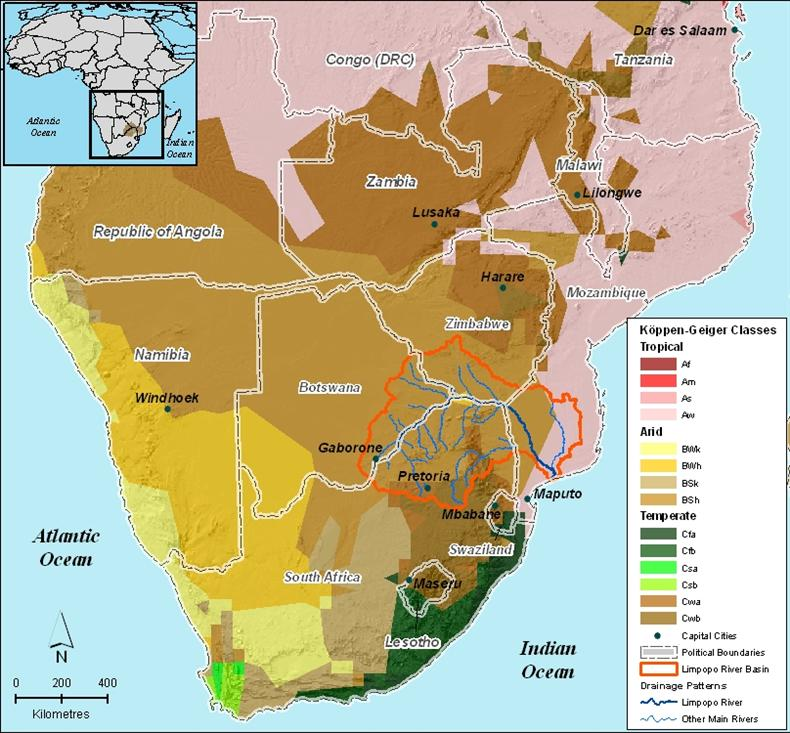 Atlantic
Ocean
Indian
Ocean
Congo (DRC)
Dar es Salaam
Tanzania
Zambia
Malawi
Lilongwe
Lusaka
Republic of Angola
Harare
Mozambique
Zimbabwe
Namibia
Botswana
Windhoek
Gaborone
Pretoria
Maputo
Mbabane
Swaziland
South Africa
Maseru
Lesotho
Atlantic
Ocean
Indian
Ocean
N
0 200 400
Kilometres
Köppen-Geiger Classes
Tropical
Af
Am
As
Aw
Arid
BWk
BWh
BSk
BSh
Temperate
Cfa
Cfb
Csa
Csb
Cwa
Cwb
Capital Cities
Political Boundaries
Limpopo River Basin
Drainage Patterns
Limpopo River
Other Main Rivers